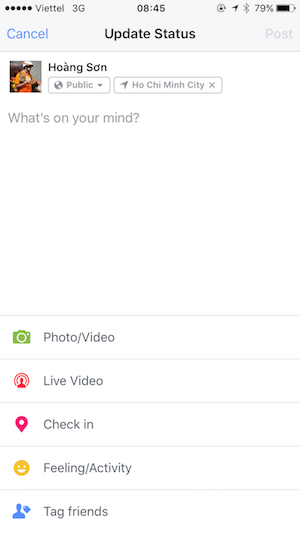 Viettel 3G 08:45 79%
Cancel Update Status Post
Hoàng Sơn
Public Ho Chi Minh City
What's on your mind?
Photo/Video
Live Video
Check in
Feeling/Activity
Tag friends